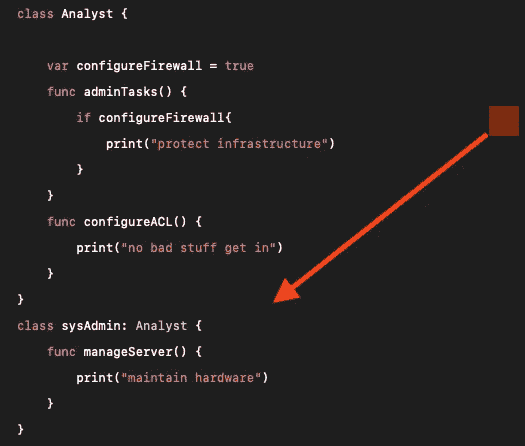 class Analyst {
var configureFirewall = true
func adminTasks() {
if configureFirewall{
print("protect infrastructure")
}
}
func configureACL() {
print("no bad stuff get in")
}
}
class sysAdmin: Analyst {
func manageServer() {
print("maintain hardware")
}
}